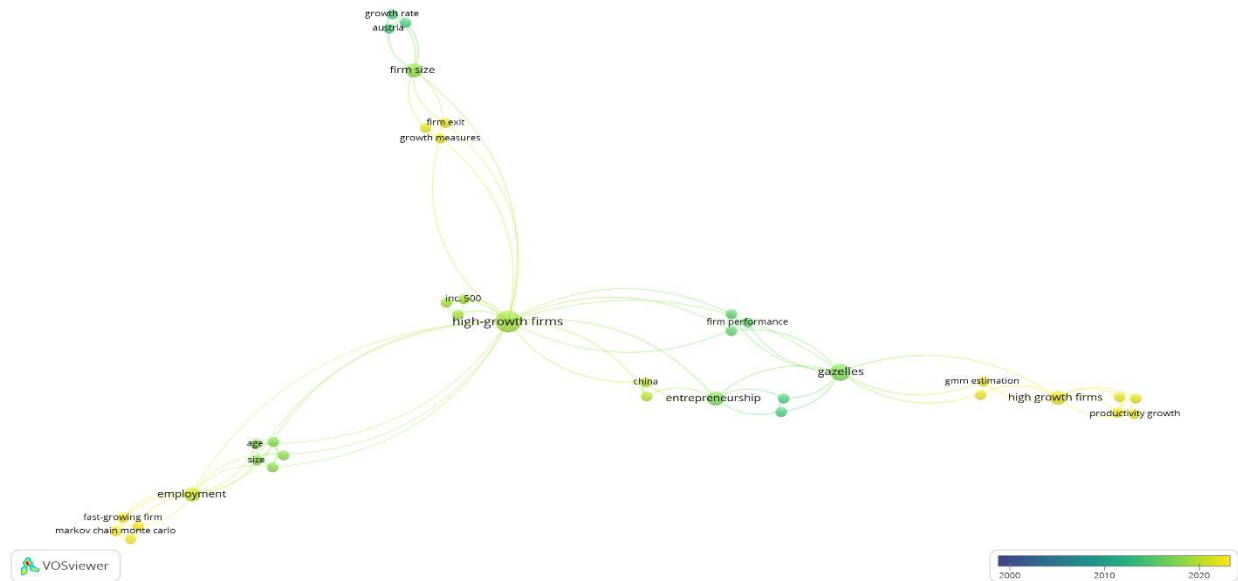 growth rate
austria
firm size
firm exit
growth measures
inc. 500
high-growth firms
firm performance
gazelles
china
gmm estimation
entrepreneurship
high growth firms
productivity growth
age
size
employment
fast-growing firm
markov chain monte carlo
VOSviewer
2000 2010 2020